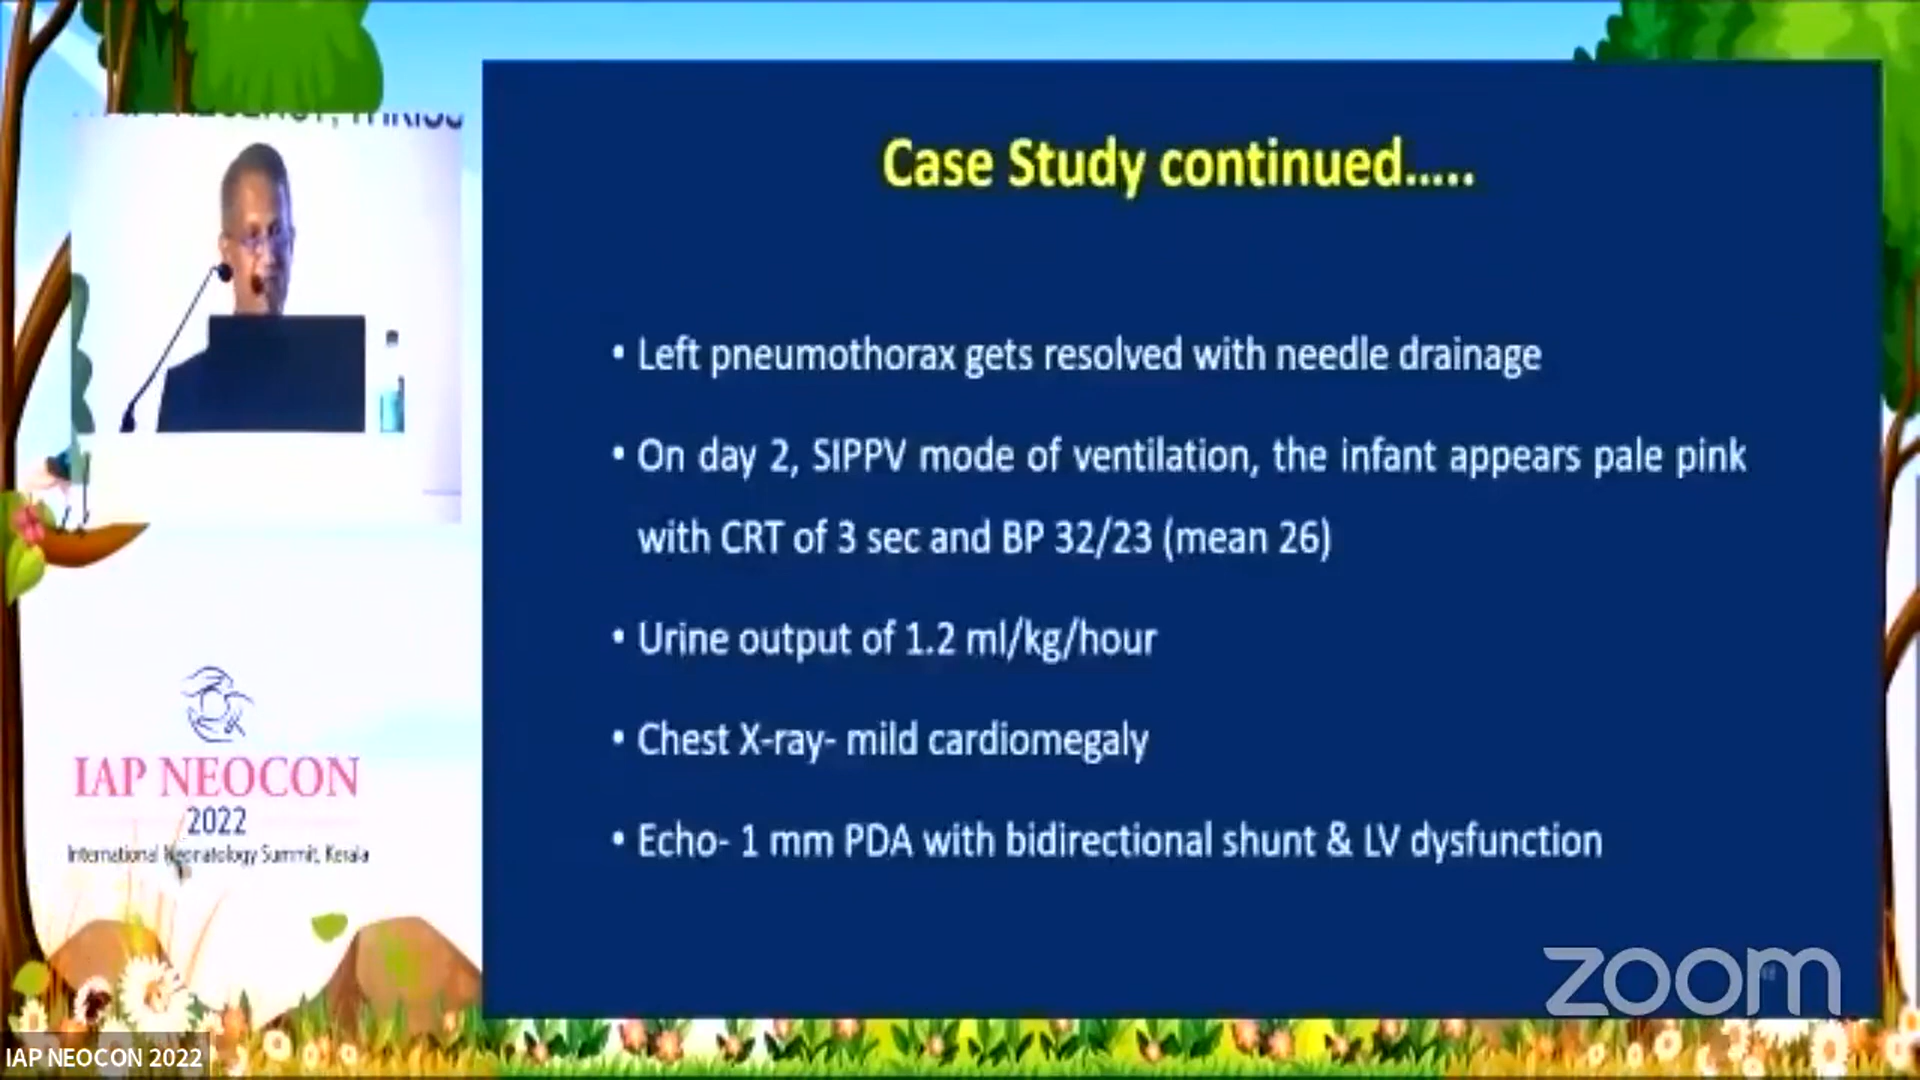 Case Study continued.....
• Left pneumothorax gets resolved with needle drainage
• On day 2, SIPPV mode of ventilation, the infant appears pale pink
with CRT of 3 sec and BP 32/23 (mean 26)
• Urine output of 1.2 ml/kg/hour
• Chest X-ray- mild cardiomegaly
• Echo- 1 mm PDA with bidirectional shunt & LV dysfunction
IAP NEOCON
2022
International Neonatology Summit, Kerala
zoom
IAP NEOCON 2022